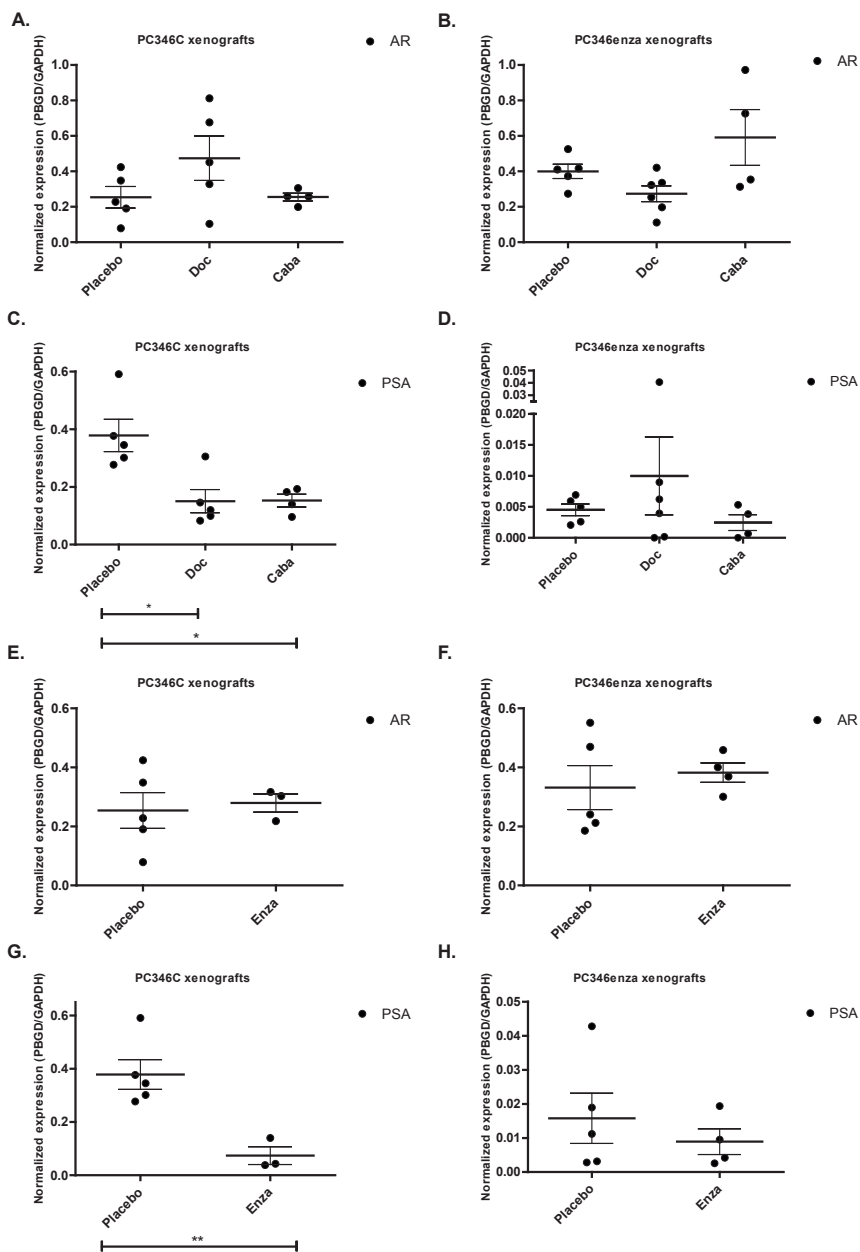 A.
PC346C xenografts
AR
Normalized expression (PBGD/GAPDH)
1.0
0.8
0.6
0.4
0.2
0.0
Placebo
Doc
Caba
B.
PC346enza xenografts
AR
Normalized expression (PBGD/GAPDH)
1.0
0.8
0.6
0.4
0.2
0.0
Placebo
Doc
Caba
C.
PC346C xenografts
PSA
Normalized expression (PBGD/GAPDH)
0.6
0.4
0.2
0.0
Placebo
Doc
Caba
*
*
D.
PC346enza xenografts
PSA
Normalized expression (PBGD/GAPDH)
0.05
0.04
0.03
0.020
0.015
0.010
0.005
0.000
Placebo
Doc
Caba
E.
PC346C xenografts
AR
Normalized expression (PBGD/GAPDH)
0.6
0.4
0.2
0.0
Placebo
Enza
F.
PC346enza xenografts
AR
Normalized expression (PBGD/GAPDH)
0.6
0.4
0.2
0.0
Placebo
Enza
G.
PC346C xenografts
PSA
Normalized expression (PBGD/GAPDH)
0.6
0.4
0.2
0.0
Placebo
Enza
**
H.
PC346enza xenografts
PSA
Normalized expression (PBGD/GAPDH)
0.05
0.04
0.03
0.02
0.01
0.00
Placebo
Enza